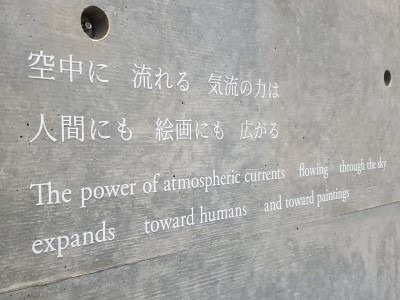 空中に 流れる 気流の力は
人間にも 絵画にも 広がる
The power of atmospheric currents flowing through the sky
expands toward humans and toward paintings